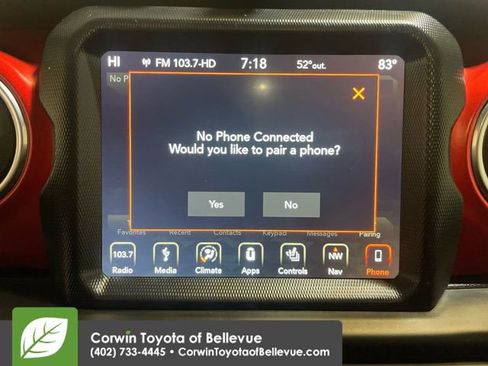 HI FM 103.7-HD 7:18 52°out. 83°
No P
No Phone Connected
Would you like to pair a phone?
Yes No
Favorites Recent Contacts Keypad Messages Pairing
103.7 NW
Radio Media Climate Apps Controls Nav Phone
Corwin Toyota of Bellevue
(402) 733-4445 • CorwinToyotaofBellevue.com